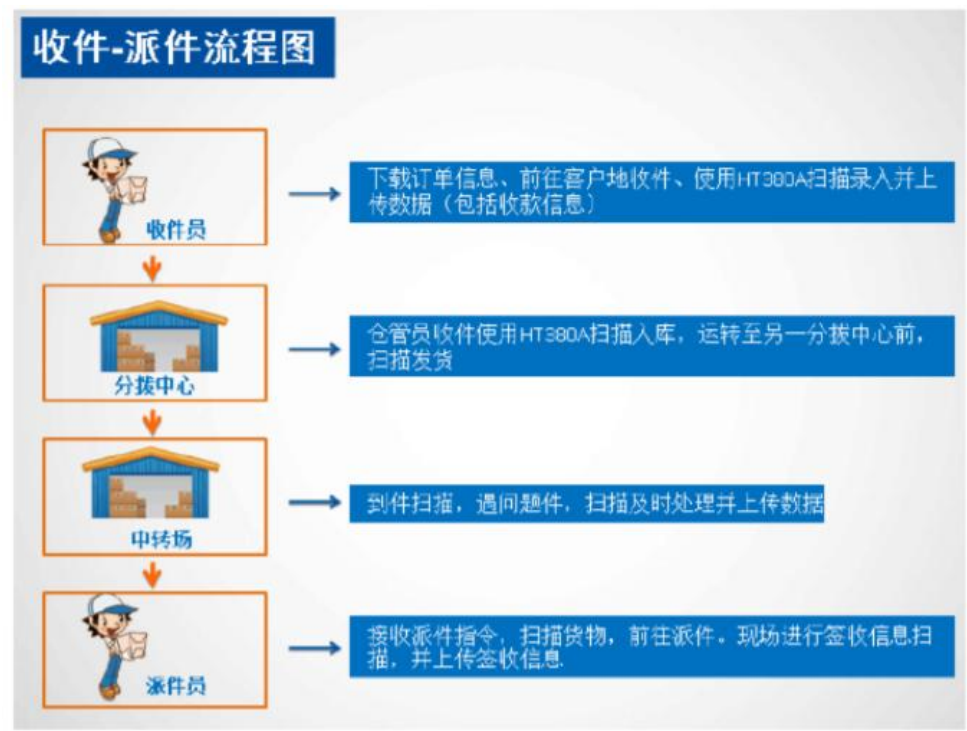 收件-派件流程图
收件员
下载订单信息、前往客户地收件、使用HT380A扫描录入并上
传数据（包括收款信息）
分拨中心
仓管员收件使用HT380A扫描入库，运转至另一分拨中心前，
扫描发货
中转场
到件扫描，遇问题件，扫描及时处理并上传数据
派件员
接收派件指令，扫描货物，前往派件。现场进行签收信息扫
描，并上传签收信息